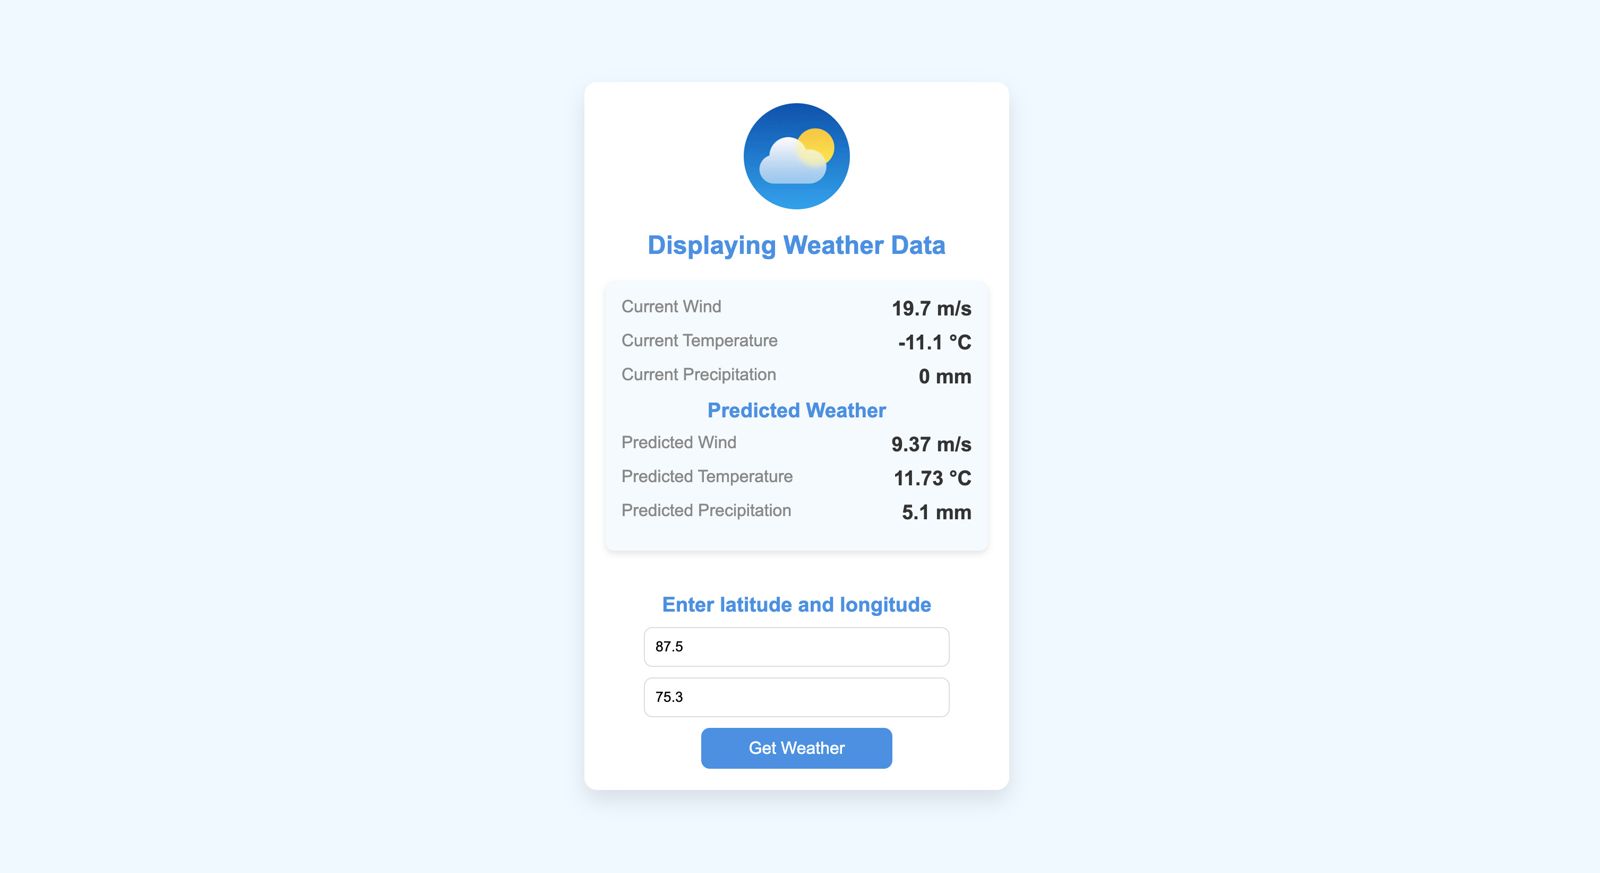 Displaying Weather Data
Current Wind 19.7 m/s
Current Temperature -11.1 °C
Current Precipitation 0 mm
Predicted Weather
Predicted Wind 9.37 m/s
Predicted Temperature 11.73 °C
Predicted Precipitation 5.1 mm
Enter latitude and longitude
87.5
75.3
Get Weather